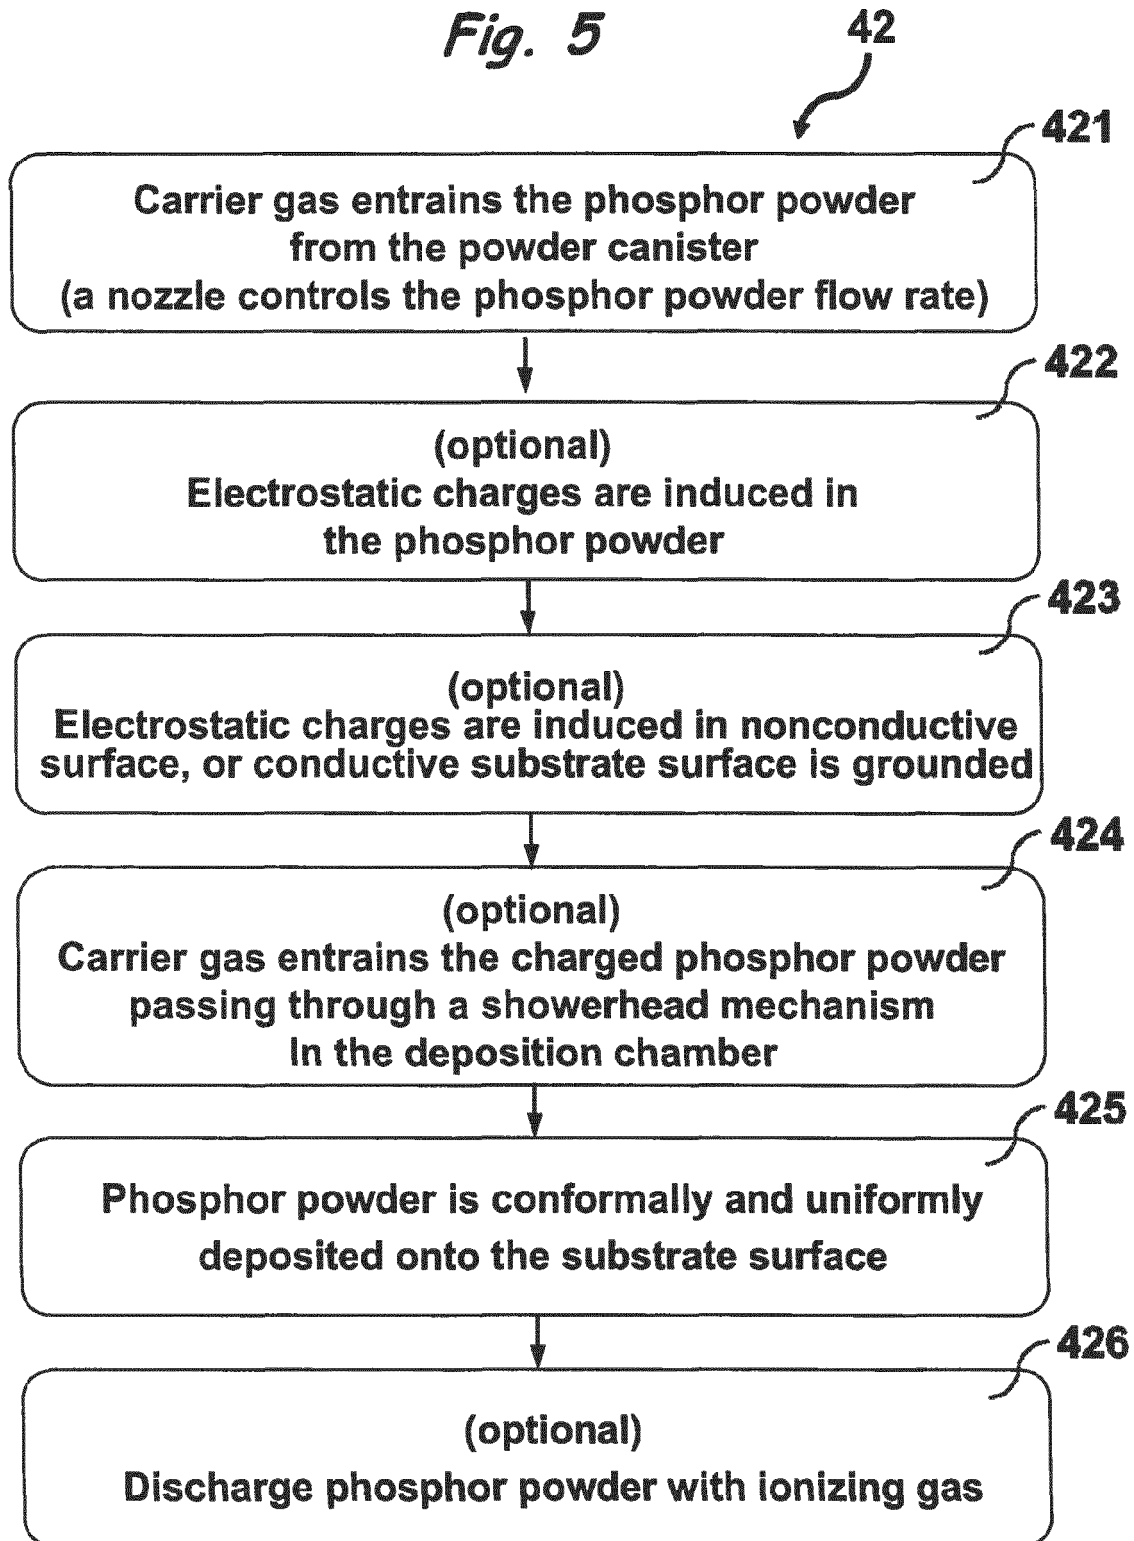 Fig. 5
42
421
Carrier gas entrains the phosphor powder
from the powder canister
(a nozzle controls the phosphor powder flow rate)
422
(optional)
Electrostatic charges are induced in
the phosphor powder
423
(optional)
Electrostatic charges are induced in nonconductive
surface, or conductive substrate surface is grounded
424
(optional)
Carrier gas entrains the charged phosphor powder
passing through a showerhead mechanism
In the deposition chamber
425
Phosphor powder is conformally and uniformly
deposited onto the substrate surface
426
(optional)
Discharge phosphor powder with ionizing gas